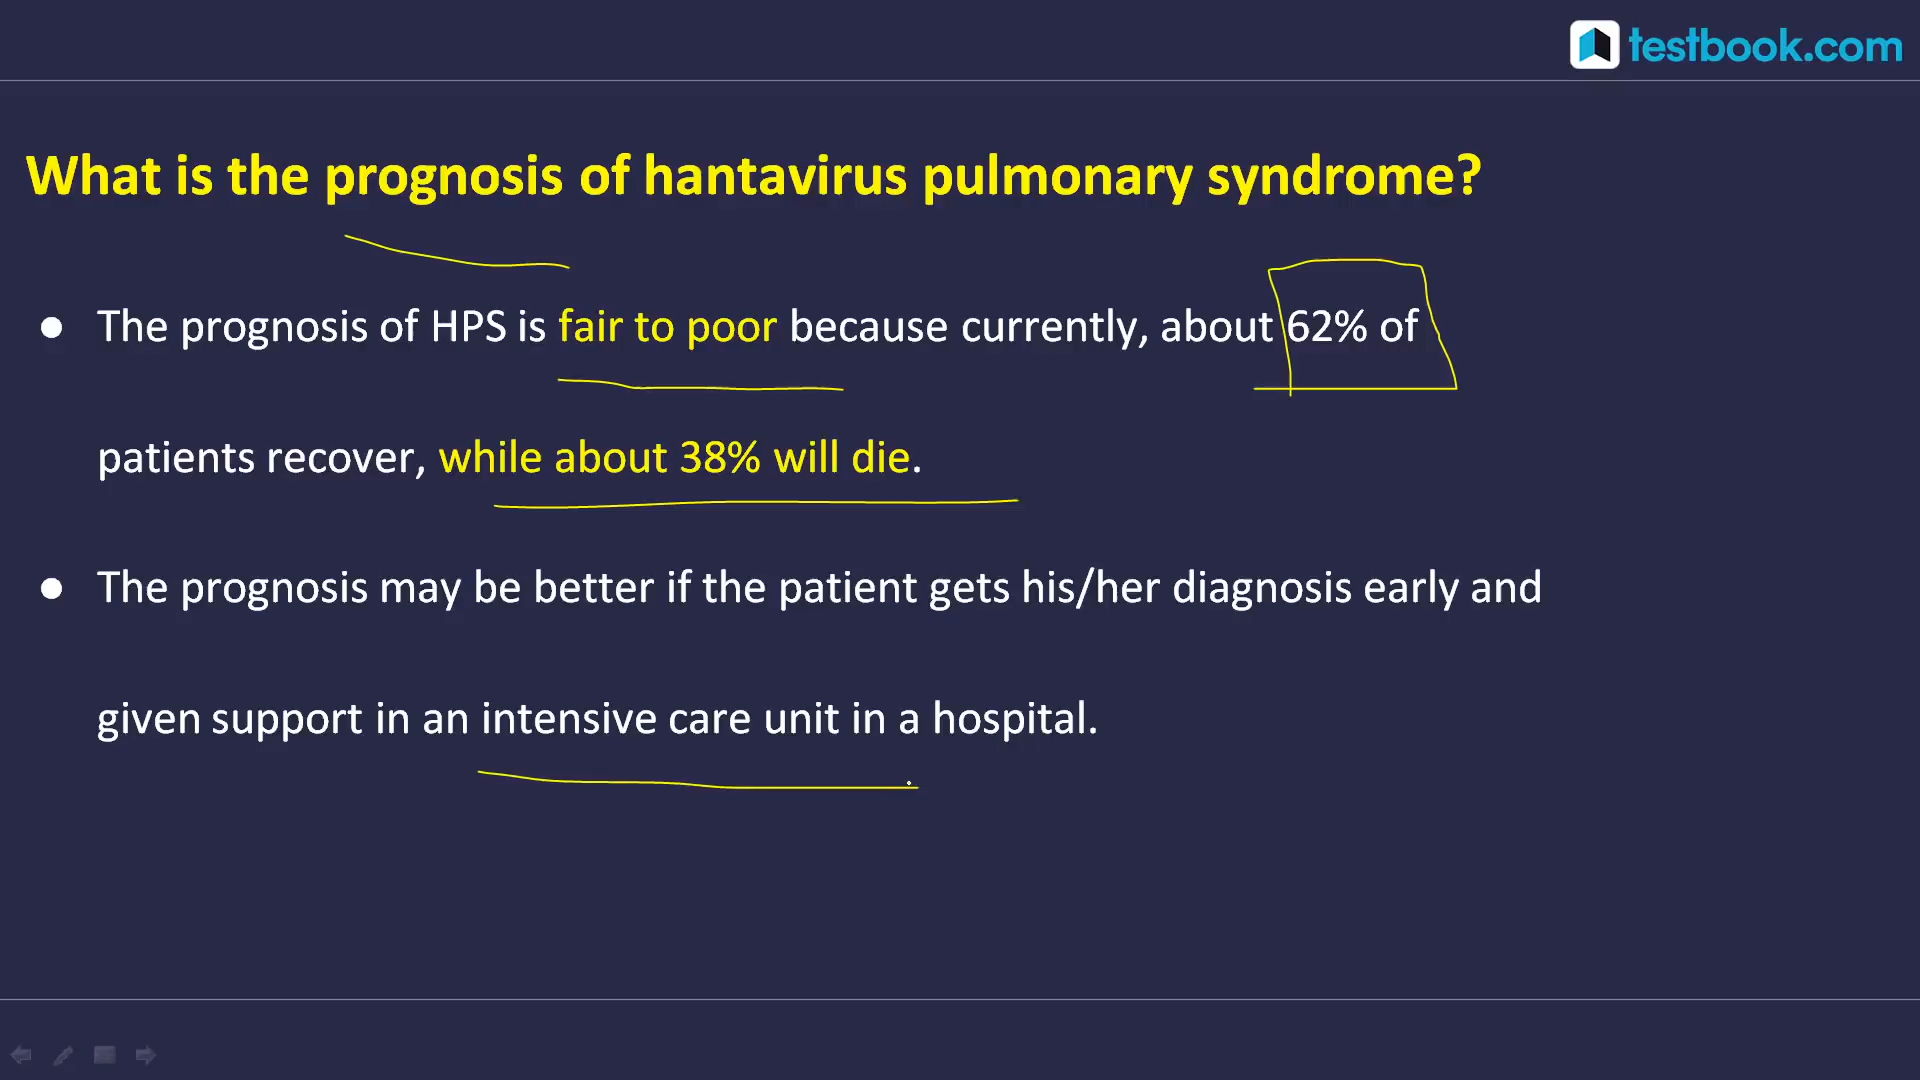 testbook.com
What is the prognosis of hantavirus pulmonary syndrome?
● The prognosis of HPS is fair to poor because currently, about 62% of
patients recover, while about 38% will die.
● The prognosis may be better if the patient gets his/her diagnosis early and
given support in an intensive care unit in a hospital.